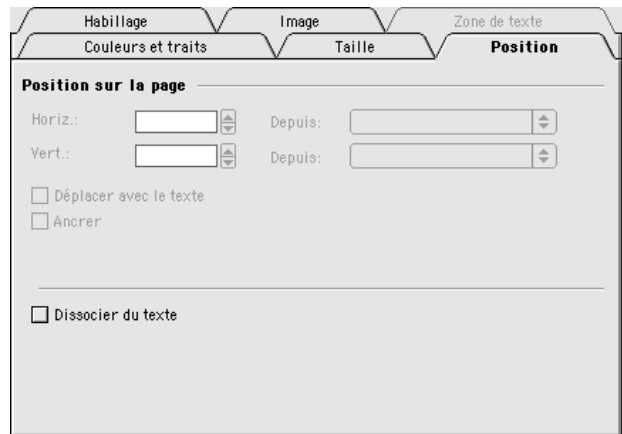 Habillage Image Zone de texte
Couleurs et traits Taille Position
Position sur la page
Horiz.: Depuis:
Vert.: Depuis:
Déplacer avec le texte
Ancrer
Dissocier du texte